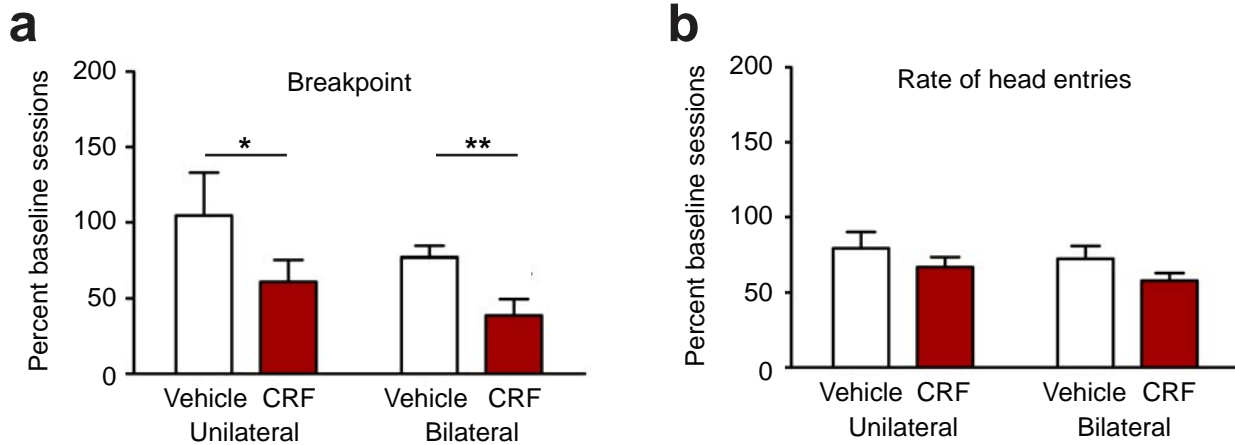 a
Breakpoint
Percent baseline sessions
200
150
100
50
0
*
**
Vehicle CRF Vehicle CRF
Unilateral Bilateral
b
Rate of head entries
Percent baseline sessions
200
150
100
50
0
Vehicle CRF Vehicle CRF
Unilateral Bilateral